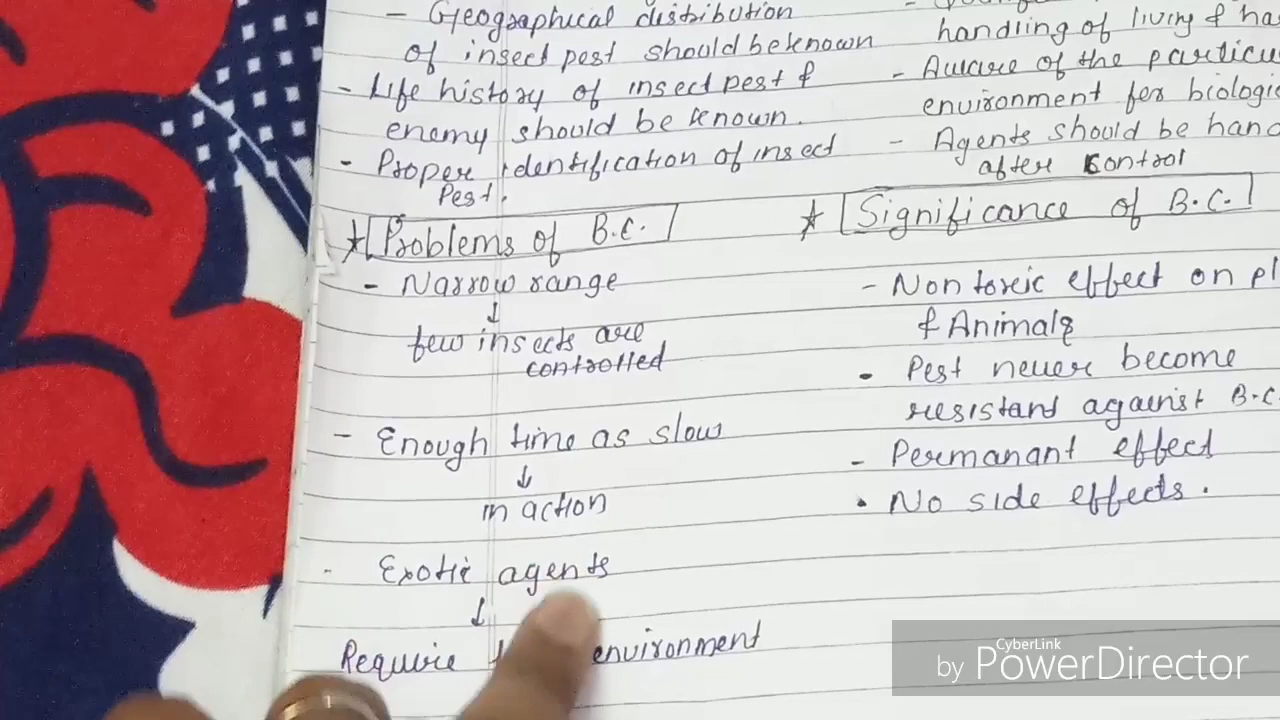 - Geographical distribution
of insect pest should be known
- Life history of insect pest &
enemy should be known.
- Proper identification of insect
Pest.
* Problems of B.C.
- Narrow range
↓
few insects are
controlled
- Enough time as slow
↓
in action
- Exotic agents
↓
Require environment
handling of living & ha
- Aware of the particu
environment for biologic
- Agents should be hand
after control
* Significance of B.C.
- Non toxic effect on pl
& Animals
- Pest never become
resistant against B.C.
- Permanant effect
- No side effects.
CyberLink
by PowerDirector